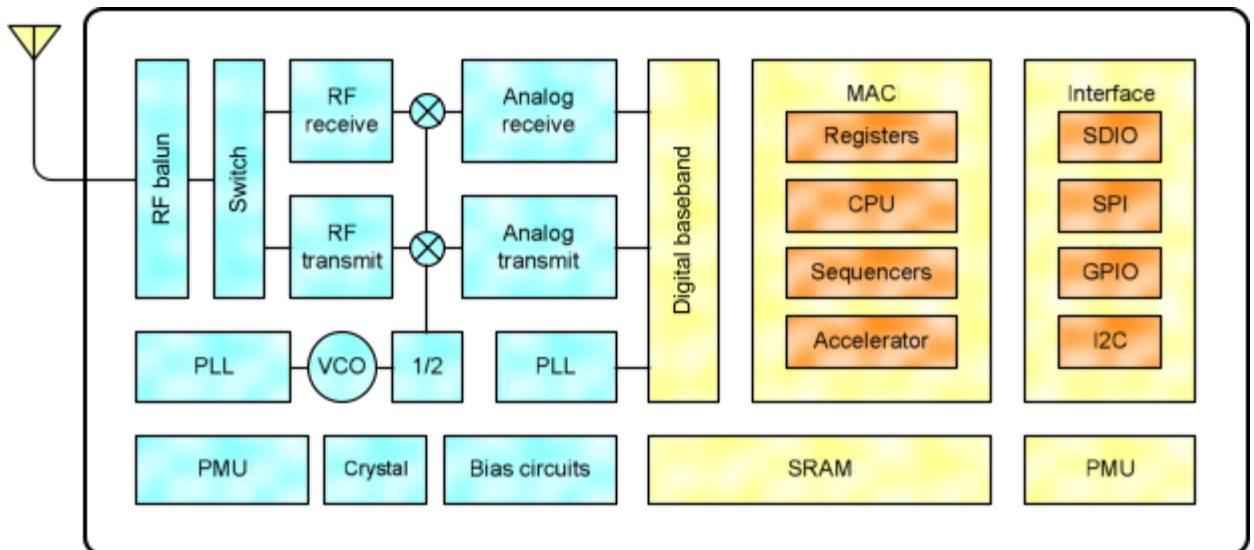 RF balun
Switch
RF
receive
Analog
receive
RF
transmit
Analog
transmit
PLL
VCO
1/2
PLL
Digital baseband
MAC
Registers
CPU
Sequencers
Accelerator
Interface
SDIO
SPI
GPIO
I2C
PMU
Crystal
Bias circuits
SRAM
PMU